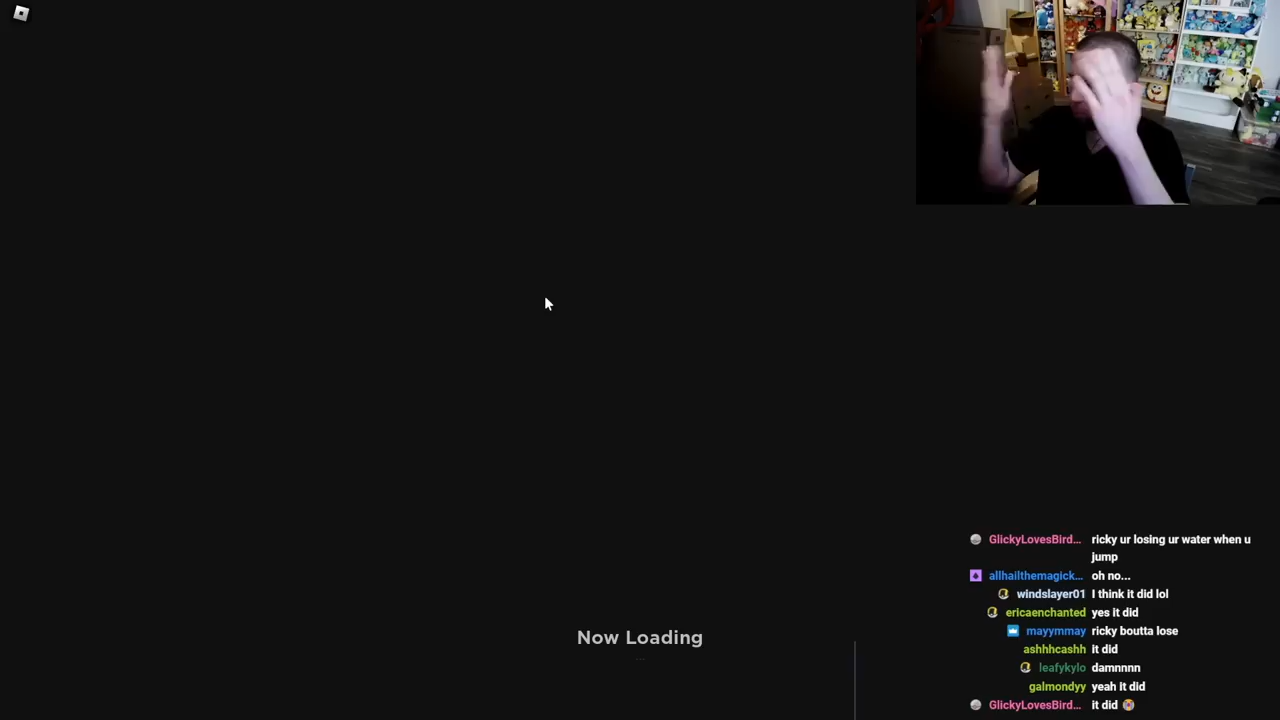 GlickyLovesBird... ricky ur losing ur water when u
jump
allhailthemagick... oh no...
windslayer01 I think it did lol
ericaenchanted yes it did
mayymmay ricky boutta lose
ashhhcashh it did
leafykylo damnnnn
galmondyy yeah it did
GlickyLovesBird... it did 😭
Now Loading
...